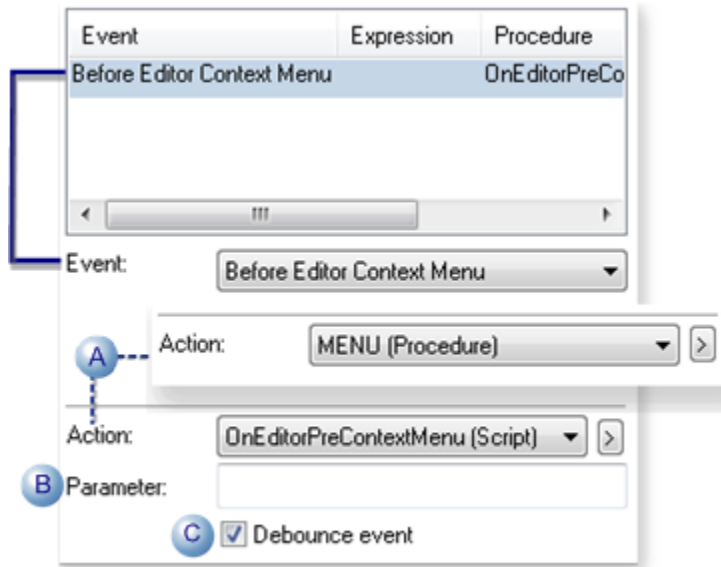 Event Expression Procedure
Before Editor Context Menu OnEditorPreCo
Event: Before Editor Context Menu
Action: MENU (Procedure) >
A
Action: OnEditorPreContextMenu (Script) >
B Parameter:
C Debounce event